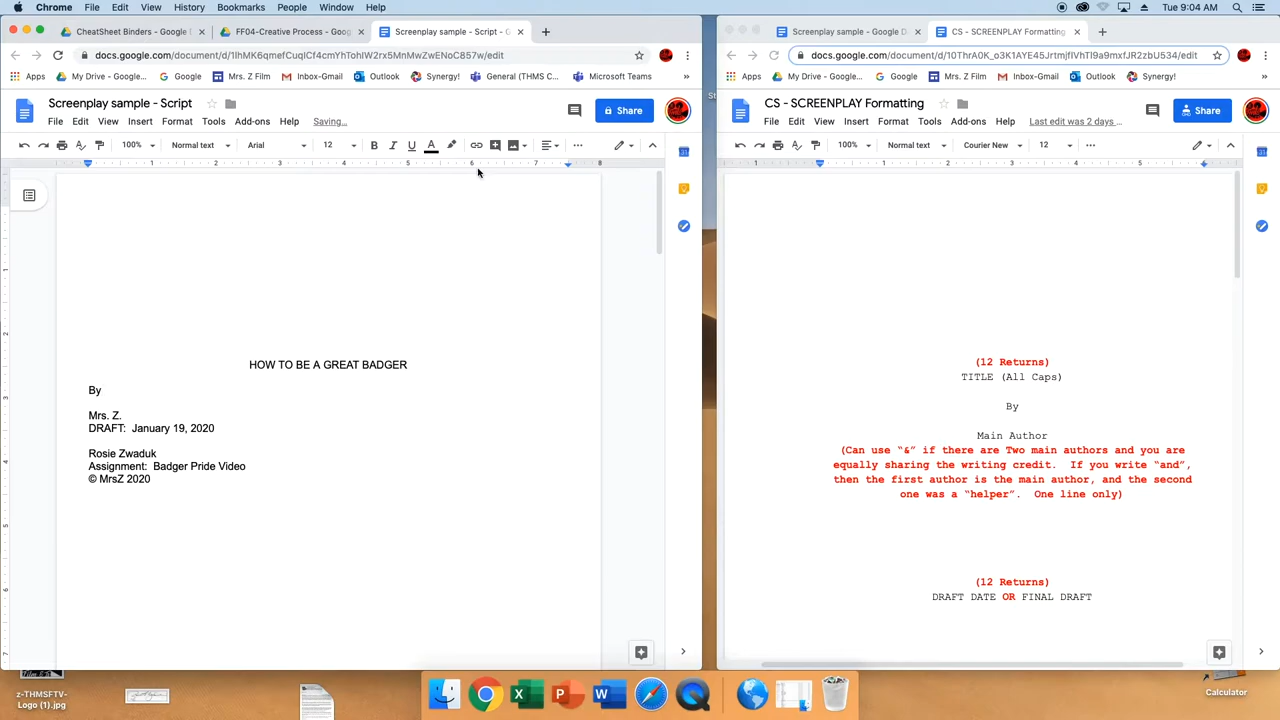 Chrome File Edit View History Bookmarks People Window Help Tue 9:04 AM
CheatSheet Binders - Google
FF04-Creative Process - Goog
Screenplay sample - Script - G
docs.google.com/document/d/1lhMK6qmefCuqICf4cmYhTohIW2rx5MnMwZwENoC857w/edit
Apps My Drive - Google... Google Mrs. Z Film Inbox-Gmail Outlook Synergy! General (THMS C... Microsoft Teams
Screenplay sample - Script
Share
File Edit View Insert Format Tools Add-ons Help Saving...
100% Normal text Arial 12
HOW TO BE A GREAT BADGER
By
Mrs. Z.
DRAFT: January 19, 2020
Rosie Zwaduk
Assignment: Badger Pride Video
© MrsZ 2020
Screenplay sample - Google D
CS - SCREENPLAY Formatting
docs.google.com/document/d/10ThrA0K_o3K1AYE45JrtmjfIVhTl9a9mxfJR2zbU534/edit
Apps My Drive - Google... Google Mrs. Z Film Inbox-Gmail Outlook Synergy!
CS - SCREENPLAY Formatting
Share
File Edit View Insert Format Tools Add-ons Help Last edit was 2 days ...
100% Normal text Courier New 12
(12 Returns)
TITLE (All Caps)
By
Main Author
(Can use “&” if there are Two main authors and you are
equally sharing the writing credit. If you write “and”,
then the first author is the main author, and the second
one was a “helper”. One line only)
(12 Returns)
DRAFT DATE OR FINAL DRAFT
z-THMSFTV-
Logo (1).jpg
Calculator